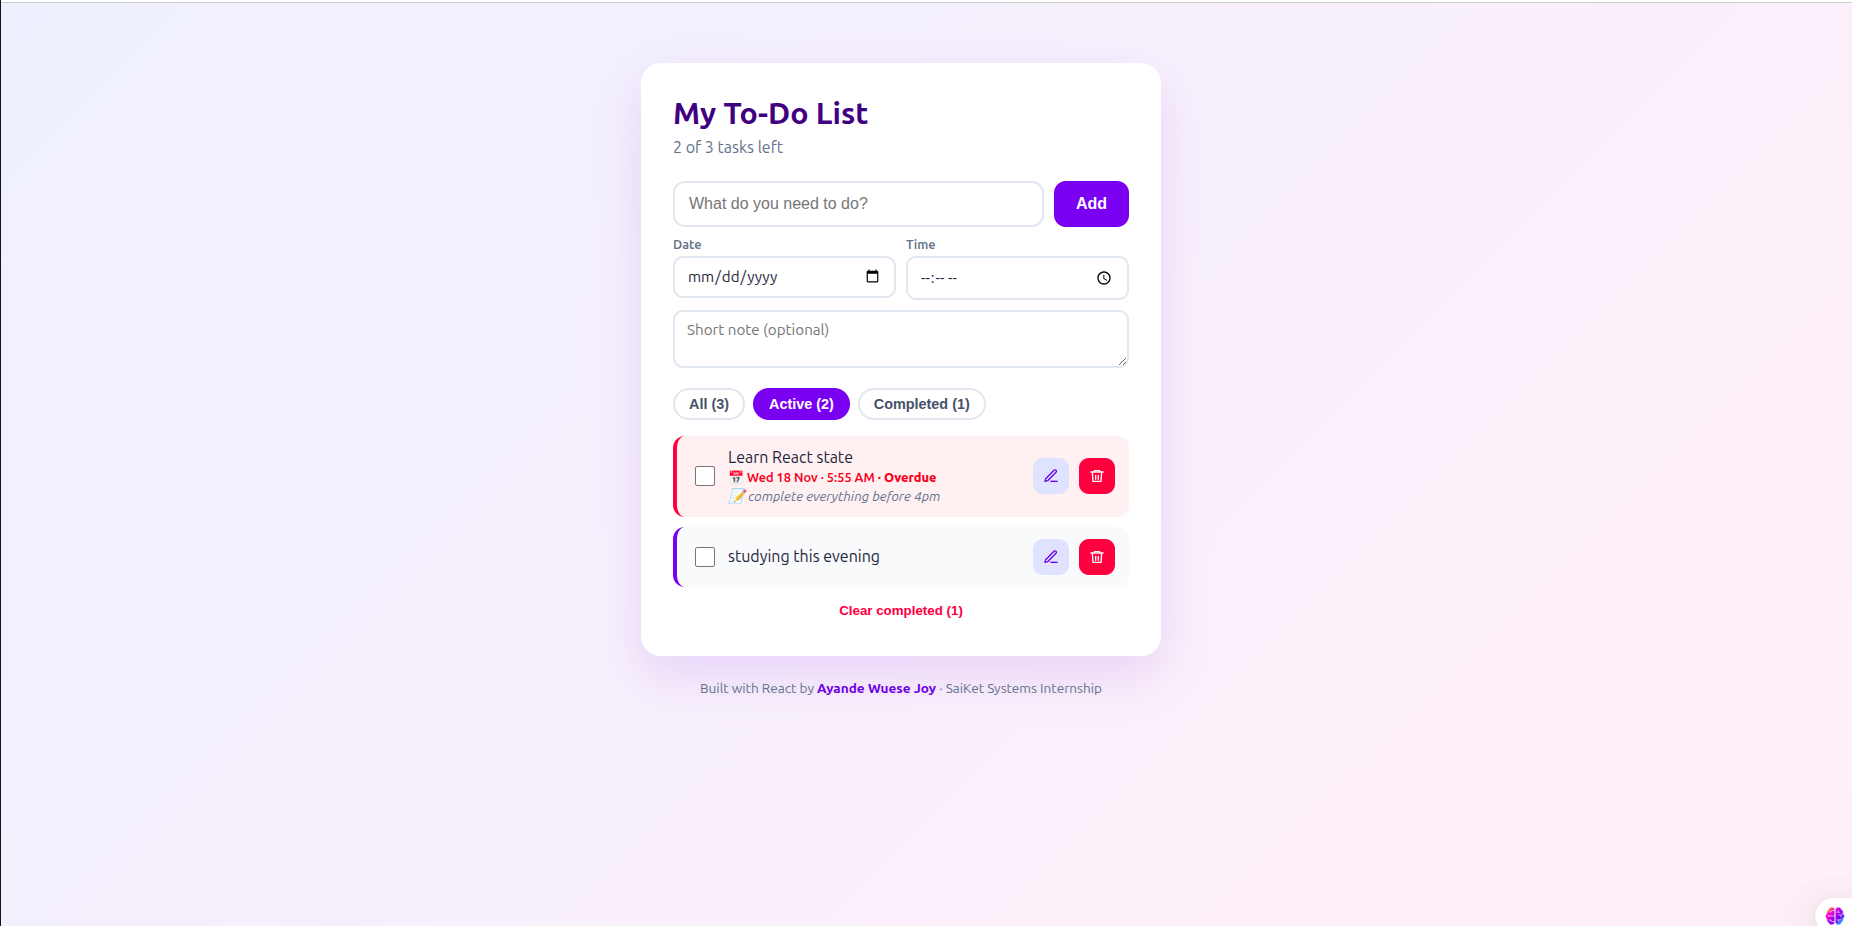 My To-Do List
2 of 3 tasks left
What do you need to do?
Add
Date
Time
mm/dd/yyyy
--:-- --
Short note (optional)
All (3)
Active (2)
Completed (1)
Learn React state
📅 Wed 18 Nov · 5:55 AM · Overdue
📝 complete everything before 4pm
studying this evening
Clear completed (1)
Built with React by Ayande Wuese Joy · SaiKet Systems Internship